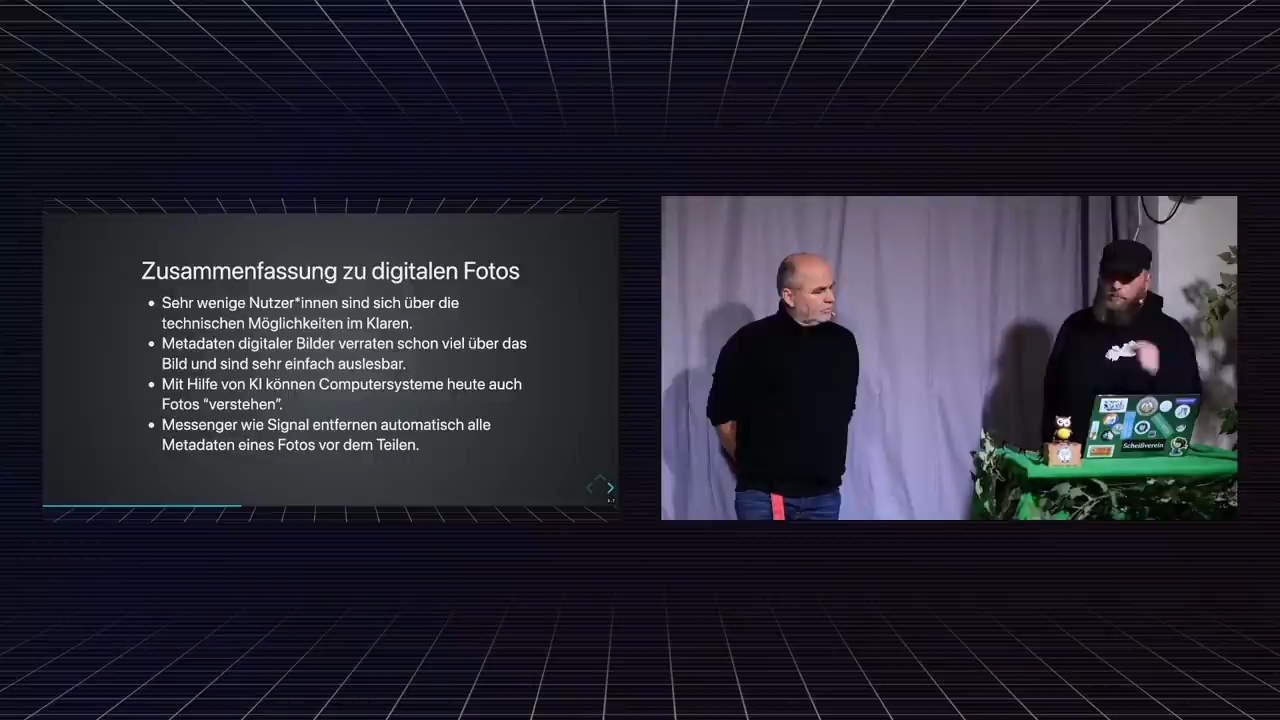 Zusammenfassung zu digitalen Fotos
Sehr wenige Nutzer*innen sind sich über die
technischen Möglichkeiten im Klaren.
Metadaten digitaler Bilder verraten schon viel über das
Bild und sind sehr einfach auslesbar.
Mit Hilfe von KI können Computersysteme heute auch
Fotos “verstehen”.
Messenger wie Signal entfernen automatisch alle
Metadaten eines Fotos vor dem Teilen.
Scheißverein